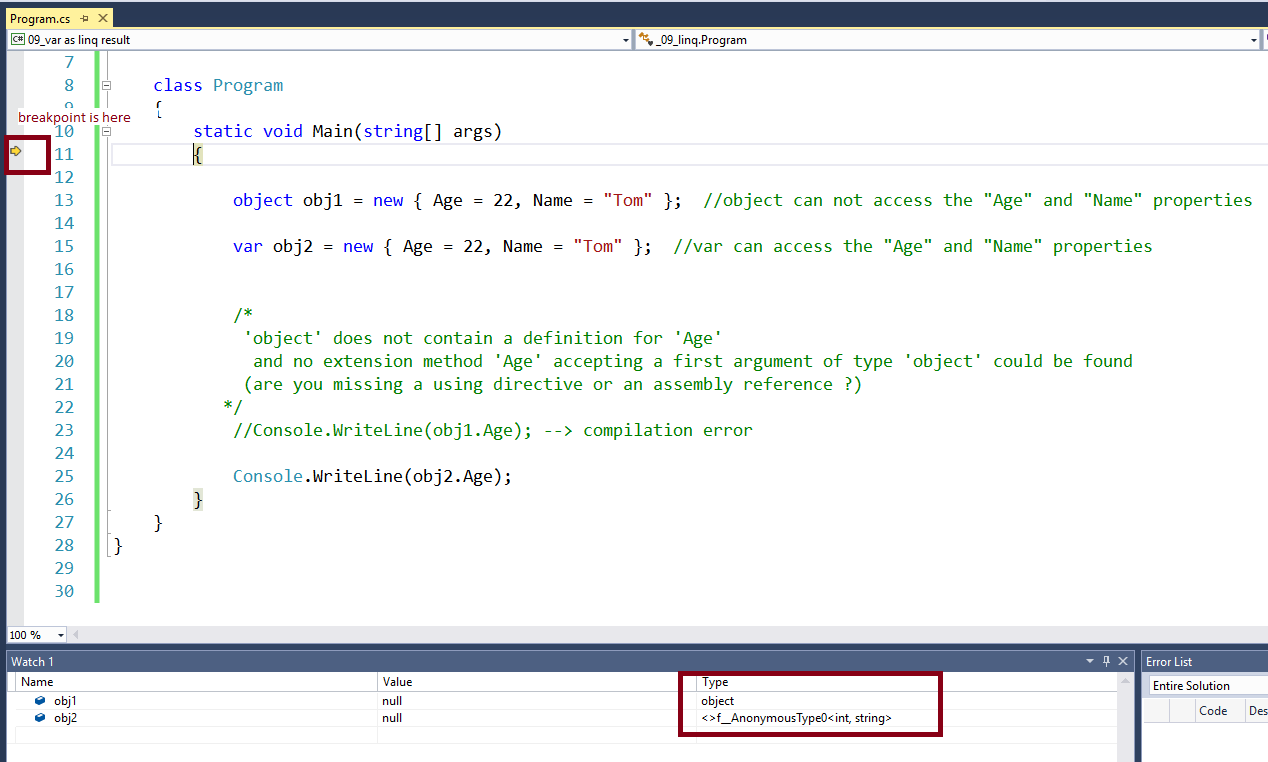 Program.cs
C# 09_var as linq result
_09_linq.Program
7
8 class Program
9 {
breakpoint is here
10 static void Main(string[] args)
11 {
12
13 object obj1 = new { Age = 22, Name = "Tom" };  //object can not access the "Age" and "Name" properties
14
15 var obj2 = new { Age = 22, Name = "Tom" };  //var can access the "Age" and "Name" properties
16
17
18 /*
19 'object' does not contain a definition for 'Age'
20 and no extension method 'Age' accepting a first argument of type 'object' could be found
21 (are you missing a using directive or an assembly reference ?)
22 */
23 //Console.WriteLine(obj1.Age); --> compilation error
24
25 Console.WriteLine(obj2.Age);
26 }
27 }
28 }
29
30
100 %
Watch 1
Name Value Type
obj1 null object
obj2 null <>f__AnonymousType0<int, string>
Error List
Entire Solution
Code Des